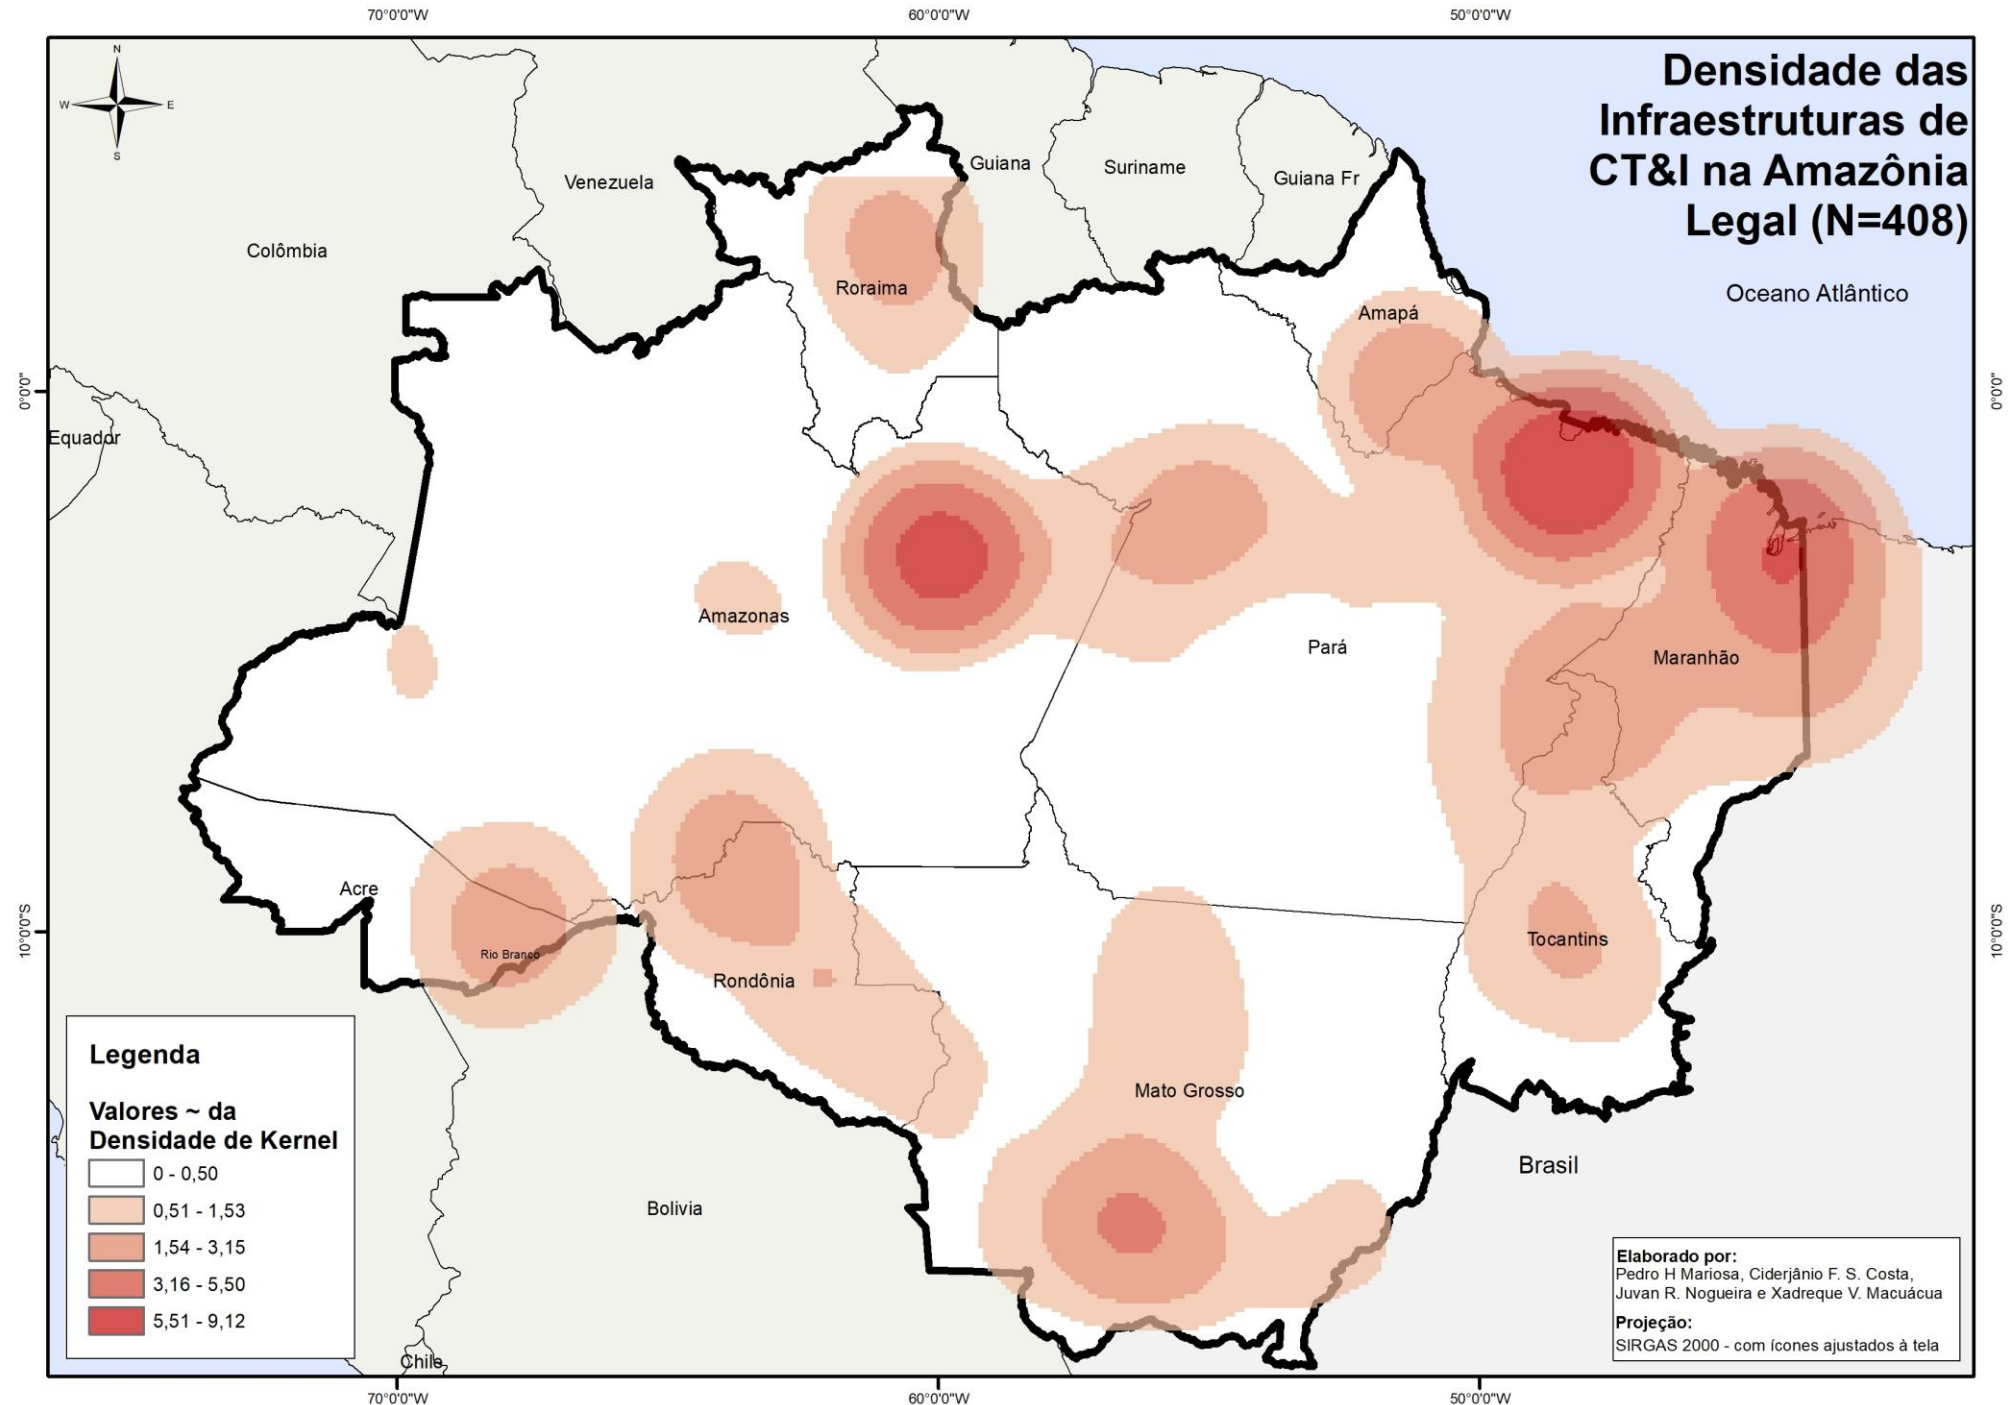 70°0'0"W
60°0'0"W
50°0'0"W
N
W
E
S
Densidade das
Infraestruturas de
CT&I na Amazônia
Legal (N=408)
Venezuela
Guiana
Suriname
Guiana Fr
Colômbia
Roraima
Amapá
Oceano Atlântico
0°0'0"
0°0'0"
Equador
Amazonas
Pará
Maranhão
Acre
Rio Branco
Rondônia
Tocantins
10°0'0"S
10°0'0"S
Mato Grosso
Brasil
Bolivia
Chile
Legenda
Valores ~ da
Densidade de Kernel
0 - 0,50
0,51 - 1,53
1,54 - 3,15
3,16 - 5,50
5,51 - 9,12
Elaborado por:
Pedro H Mariosa, Ciderjânio F. S. Costa,
Juvan R. Nogueira e Xadreque V. Macuácua
Projeção:
SIRGAS 2000 - com ícones ajustados à tela
70°0'0"W
60°0'0"W
50°0'0"W